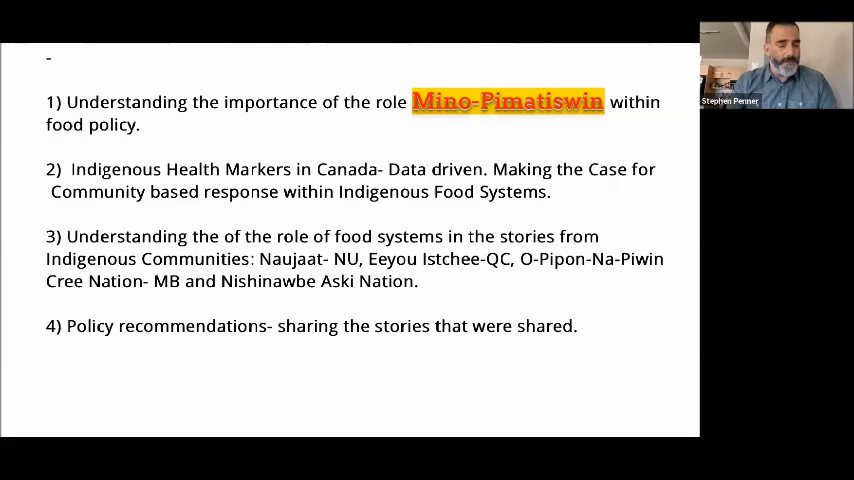 -
1) Understanding the importance of the role Mino-Pimatiswin within
food policy.
2) Indigenous Health Markers in Canada- Data driven. Making the Case for
Community based response within Indigenous Food Systems.
3) Understanding the of the role of food systems in the stories from
Indigenous Communities: Naujaat- NU, Eeyou Istchee-QC, O-Pipon-Na-Piwin
Cree Nation- MB and Nishinawbe Aski Nation.
4) Policy recommendations- sharing the stories that were shared.
Stephen Penner